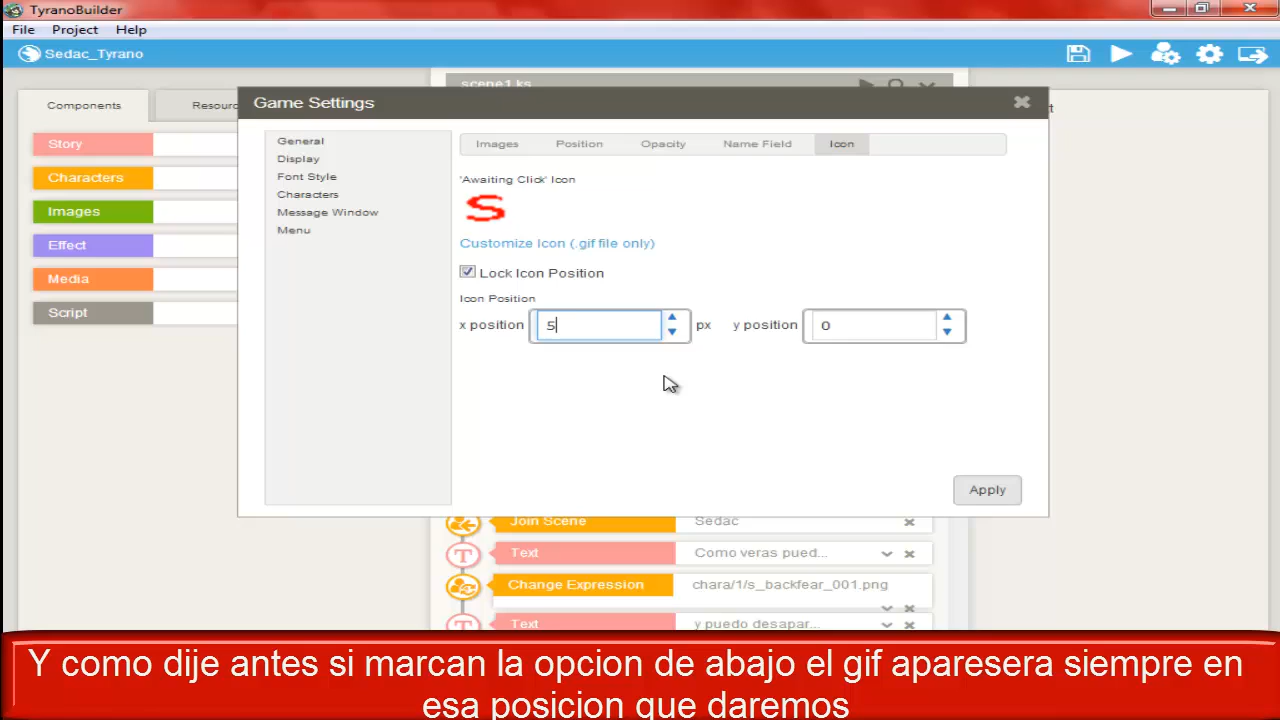 TyranoBuilder
File Project Help
Sedac_Tyrano
scene1.ks
Components
Resourc
Game Settings
Story
Characters
Images
Effect
Media
Script
General
Display
Font Style
Characters
Message Window
Menu
Images Position Opacity Name Field Icon
'Awaiting Click' Icon
S
Customize Icon (.gif file only)
Lock Icon Position
Icon Position
x position 5 px y position 0
Apply
Join Scene Sedac
T Text Como veras pued...
Change Expression chara/1/s_backfear_001.png
T Text y puedo desapar...
Y como dije antes si marcan la opcion de abajo el gif aparesera siempre en
esa posicion que daremos